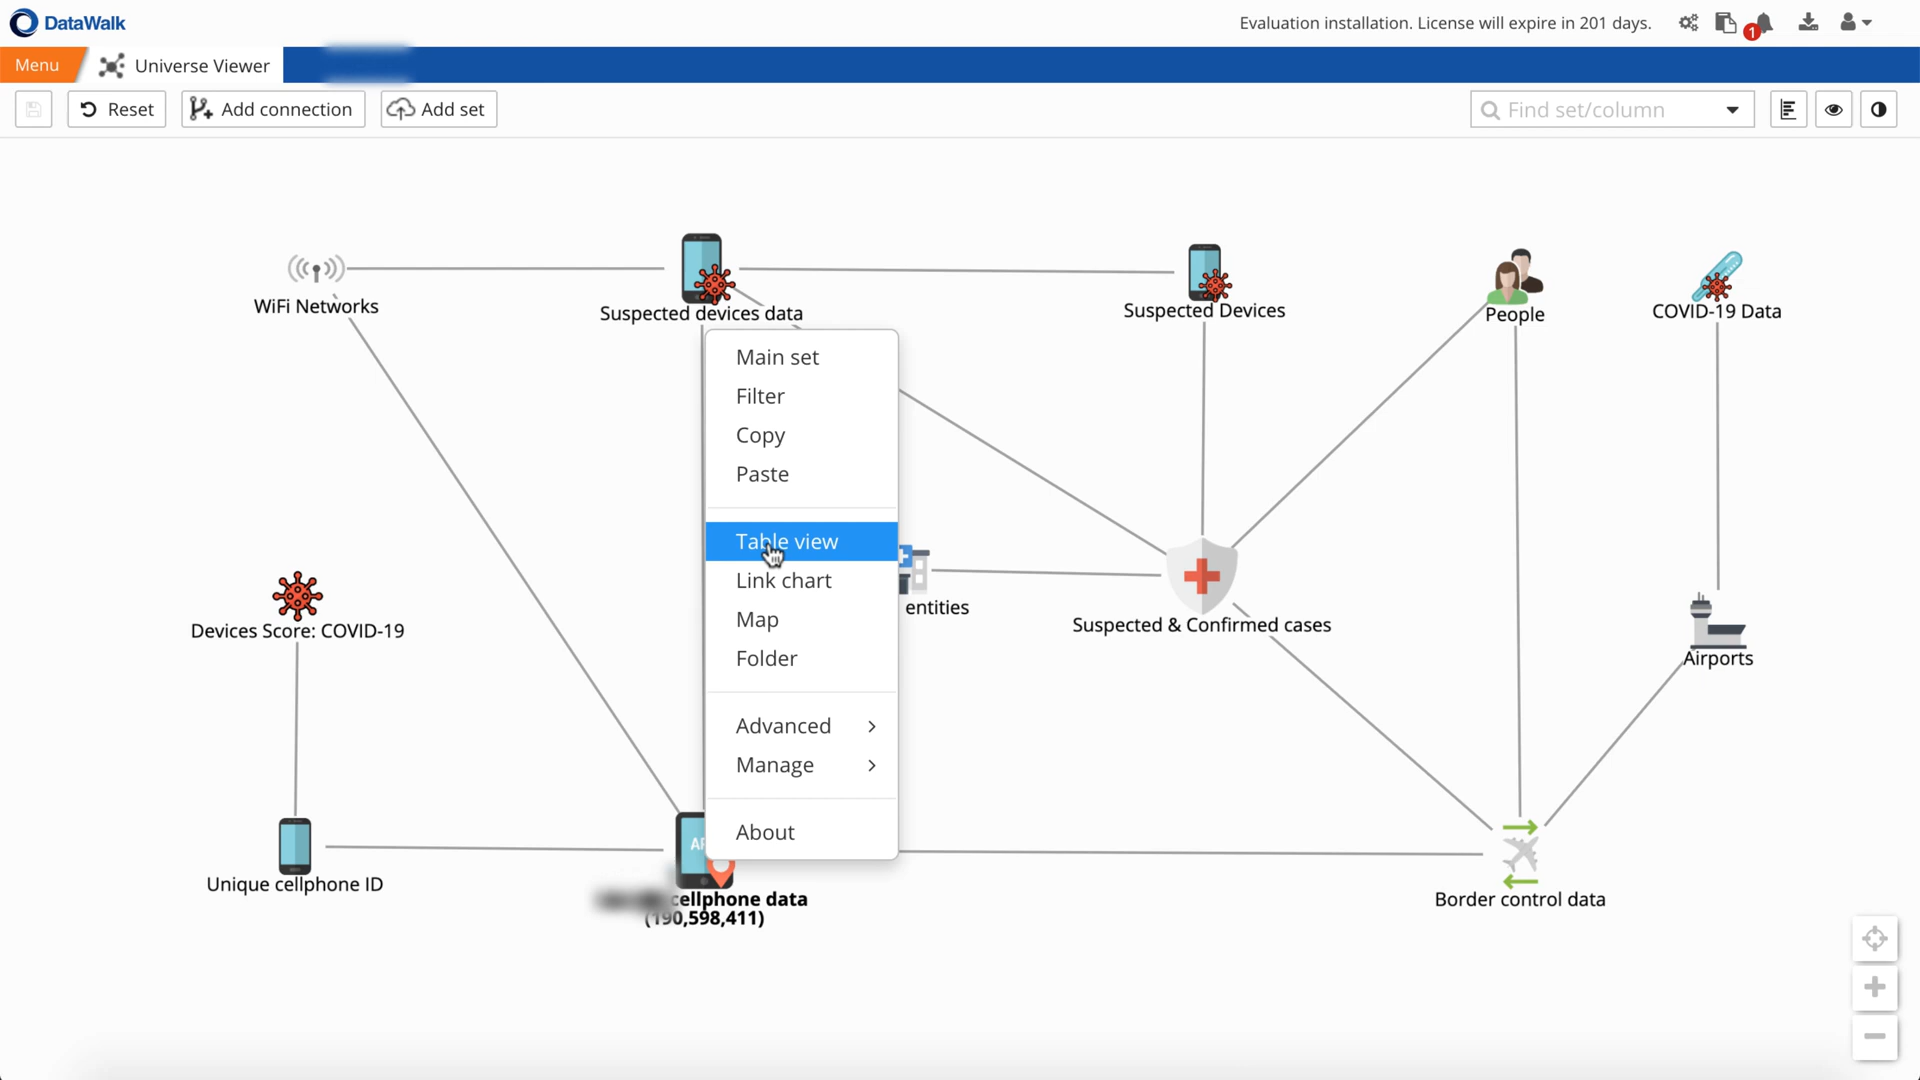 DataWalk
Evaluation installation. License will expire in 201 days.
1
Menu
Universe Viewer
Reset
Add connection
Add set
Find set/column
WiFi Networks
Suspected devices data
Suspected Devices
People
COVID-19 Data
Main set
Filter
Copy
Paste
Table view
Link chart
Map
Folder
Advanced
Manage
About
entities
Devices Score: COVID-19
Suspected & Confirmed cases
Airports
Unique cellphone ID
cellphone data
(190,598,411)
Border control data